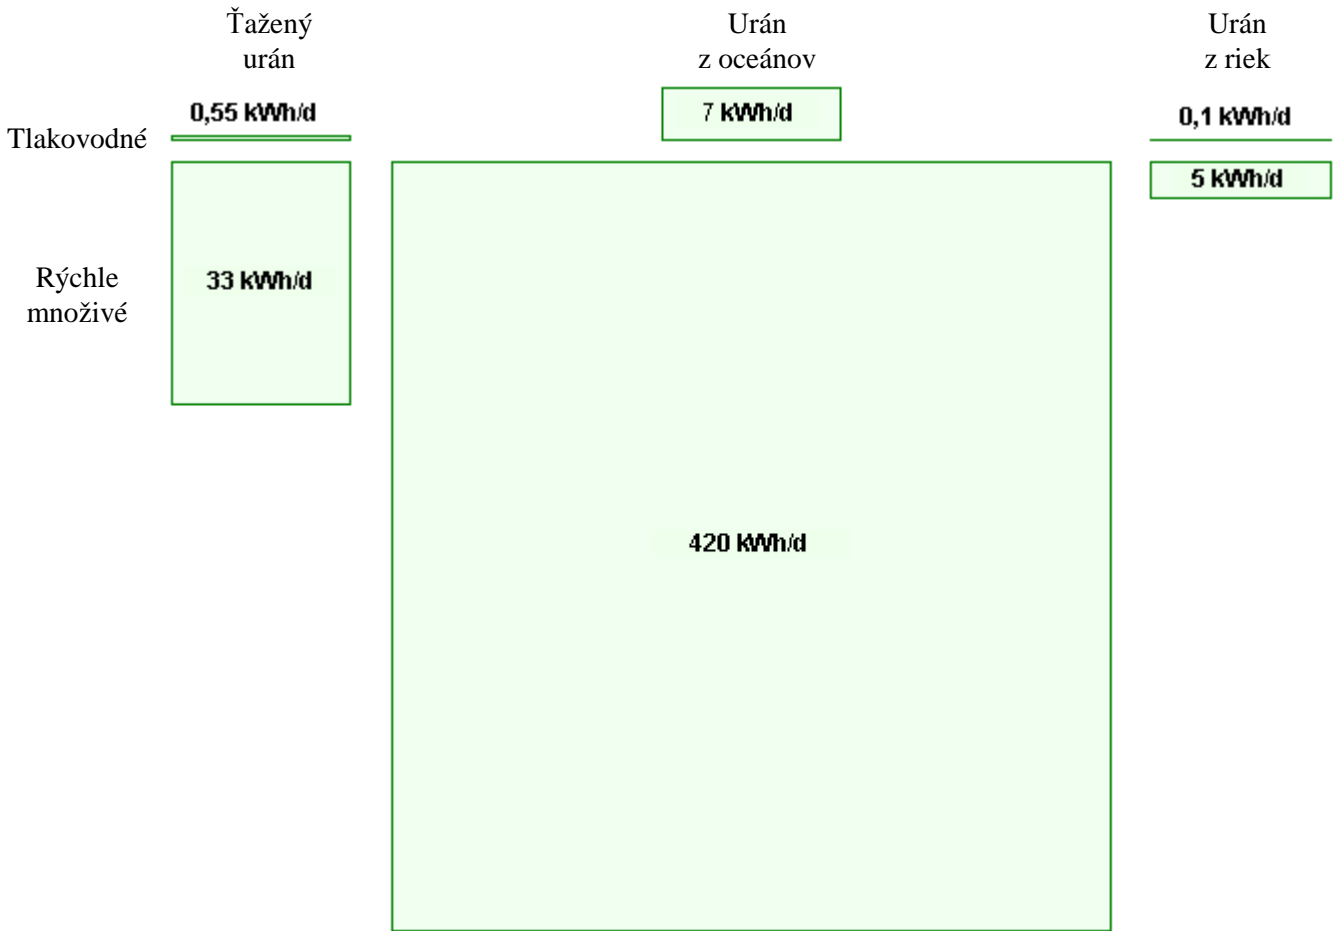 Ťažený
urán
Urán
z oceánov
Urán
z riek
0,55 kWh/d
7 kWh/d
0,1 kWh/d
Tlakovodné
5 kWh/d
Rýchle
množivé
33 kWh/d
420 kWh/d